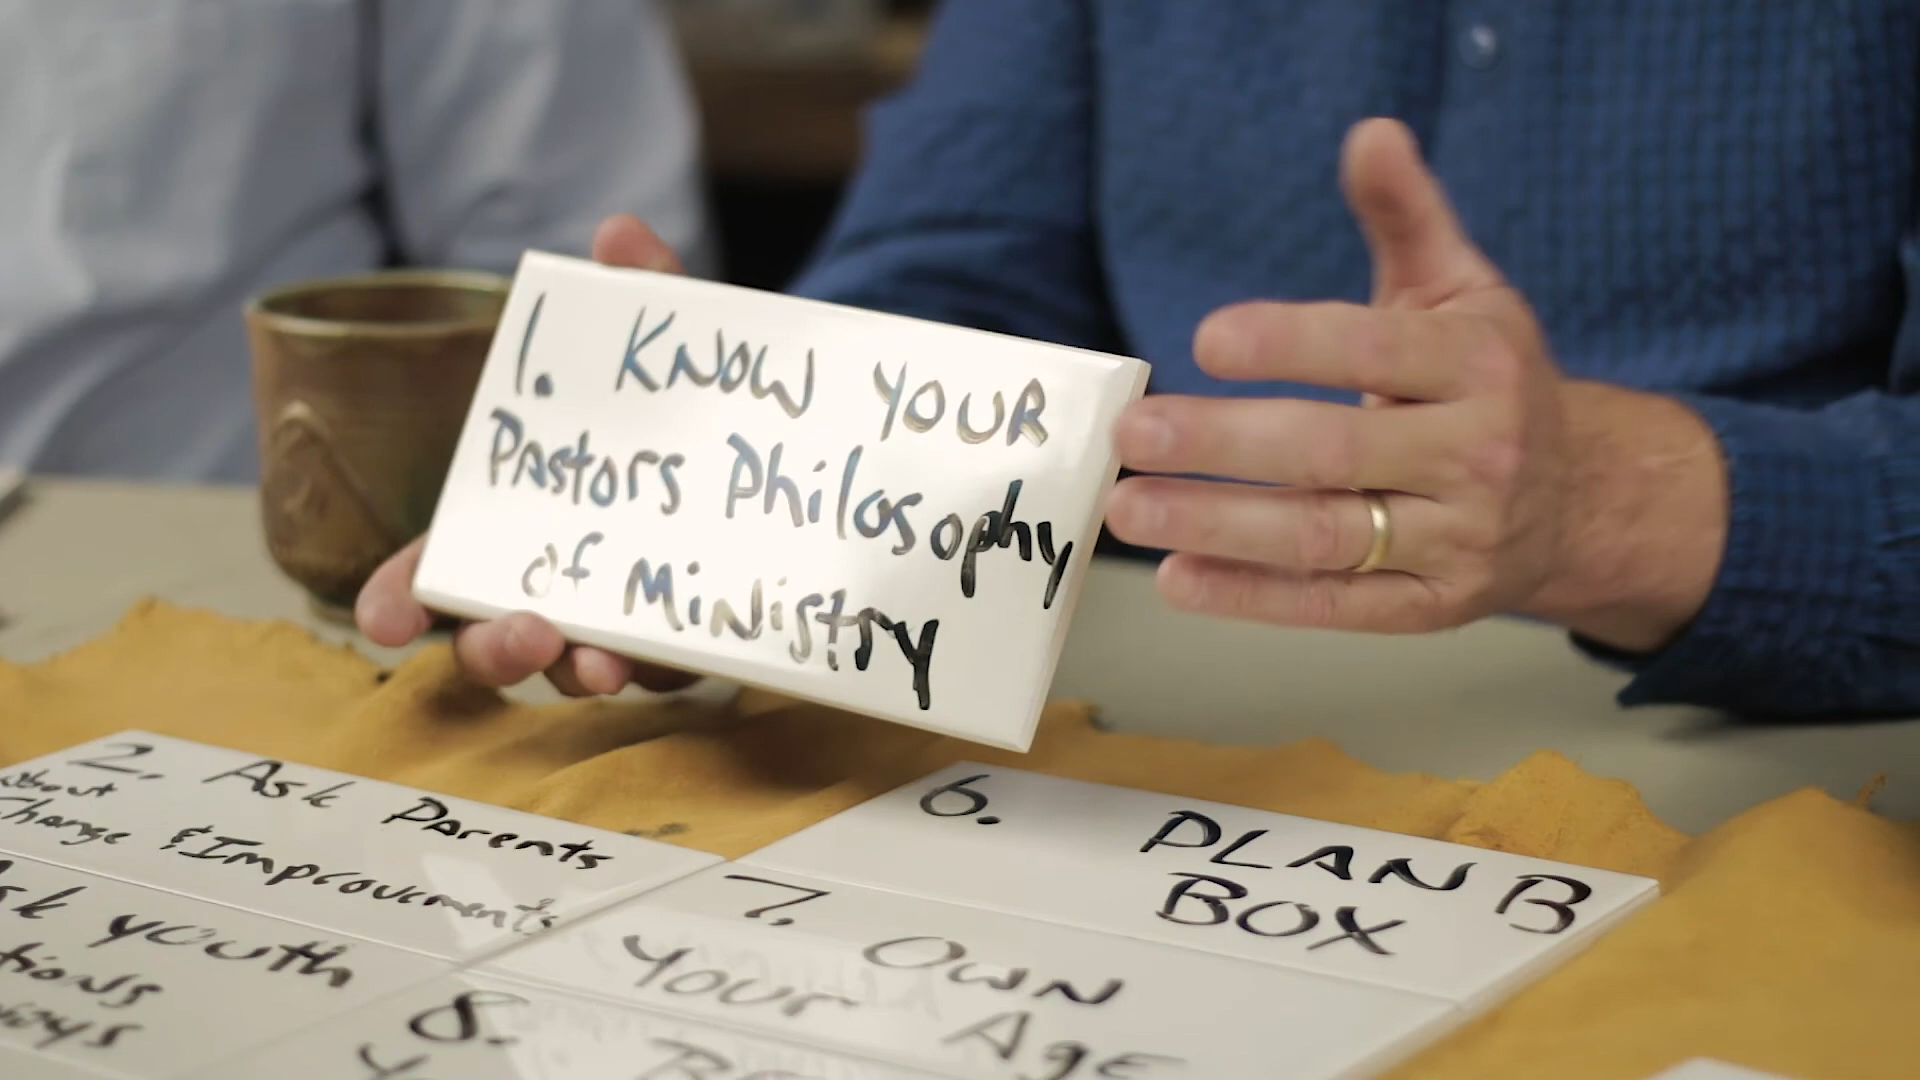 1. KNOW YOUR
Pastors Philosophy
of Ministry
2. Ask Parents
About
Change & Improvements
Ask youth
8.
6. PLAN B
BOX
7. OWN
Your Age